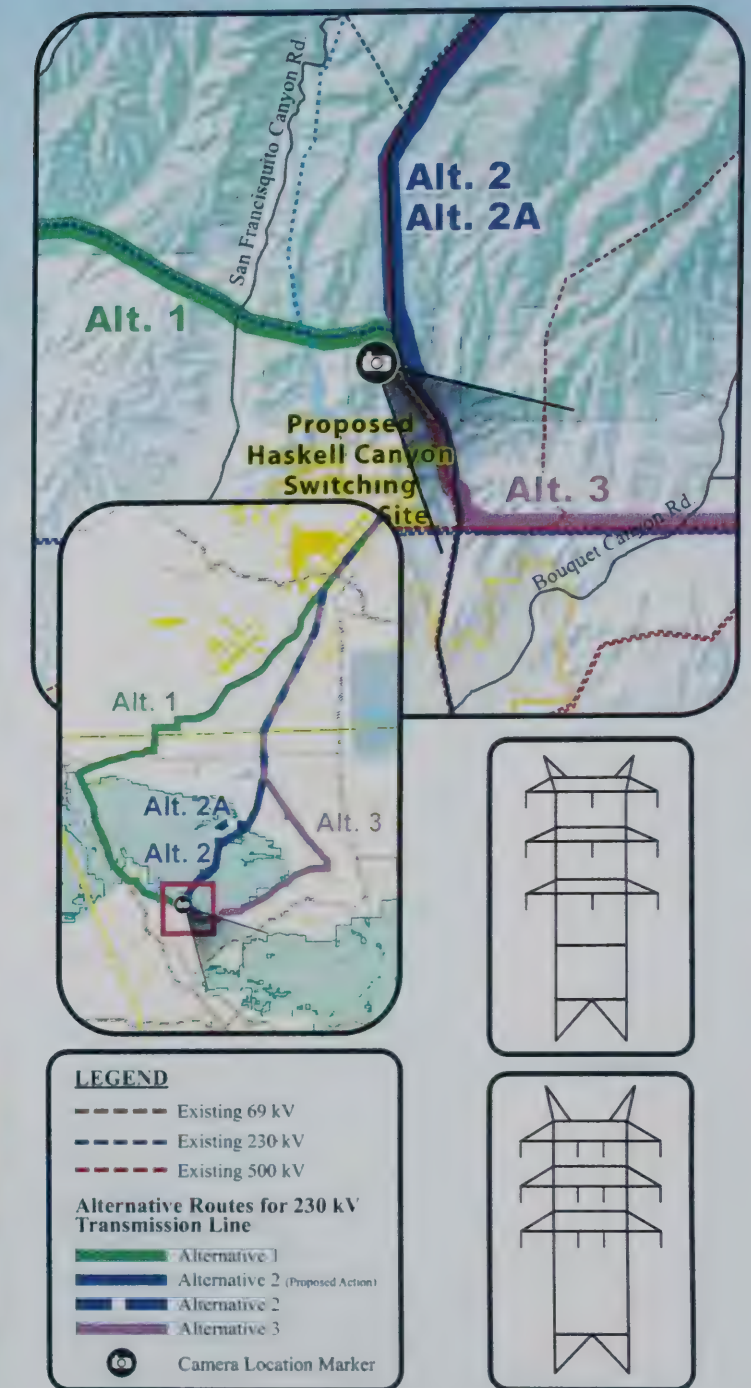 San Francisquito Canyon Rd.
Alt. 2
Alt. 2A
Alt. 1
Proposed
Haskell Canyon
Switching
Site
Alt. 3
Bouquet Canyon Rd.
Alt. 1
Alt. 2A
Alt. 2
Alt. 3
LEGEND
Existing 69 kV
Existing 230 kV
Existing 500 kV
Alternative Routes for 230 kV
Transmission Line
Alternative 1
Alternative 2 (Proposed Action)
Alternative 2
Alternative 3
Camera Location Marker